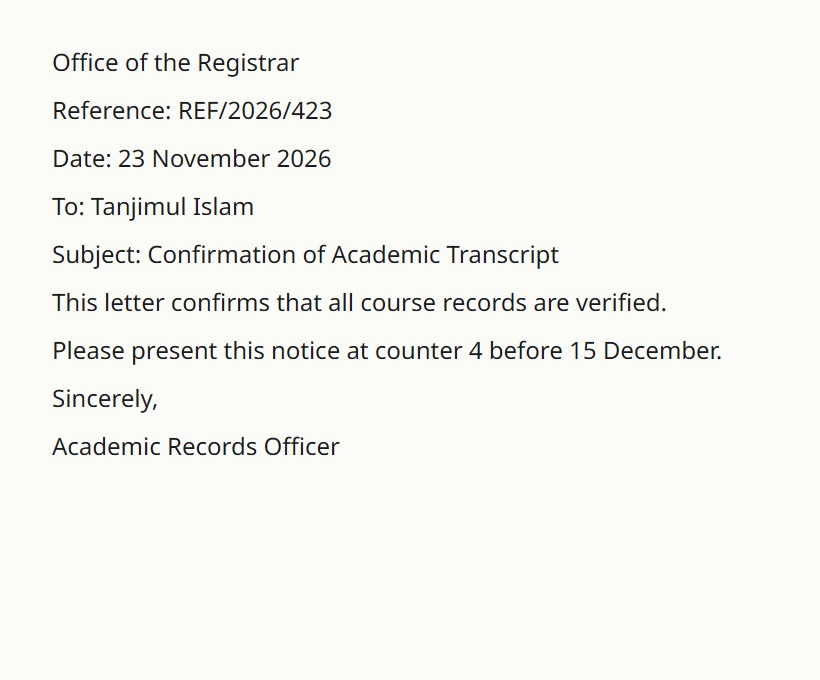 Office of the Registrar
Reference: REF/2026/423
Date: 23 November 2026
To: Tanjimul Islam
Subject: Confirmation of Academic Transcript
This letter confirms that all course records are verified.
Please present this notice at counter 4 before 15 December.
Sincerely,
Academic Records Officer